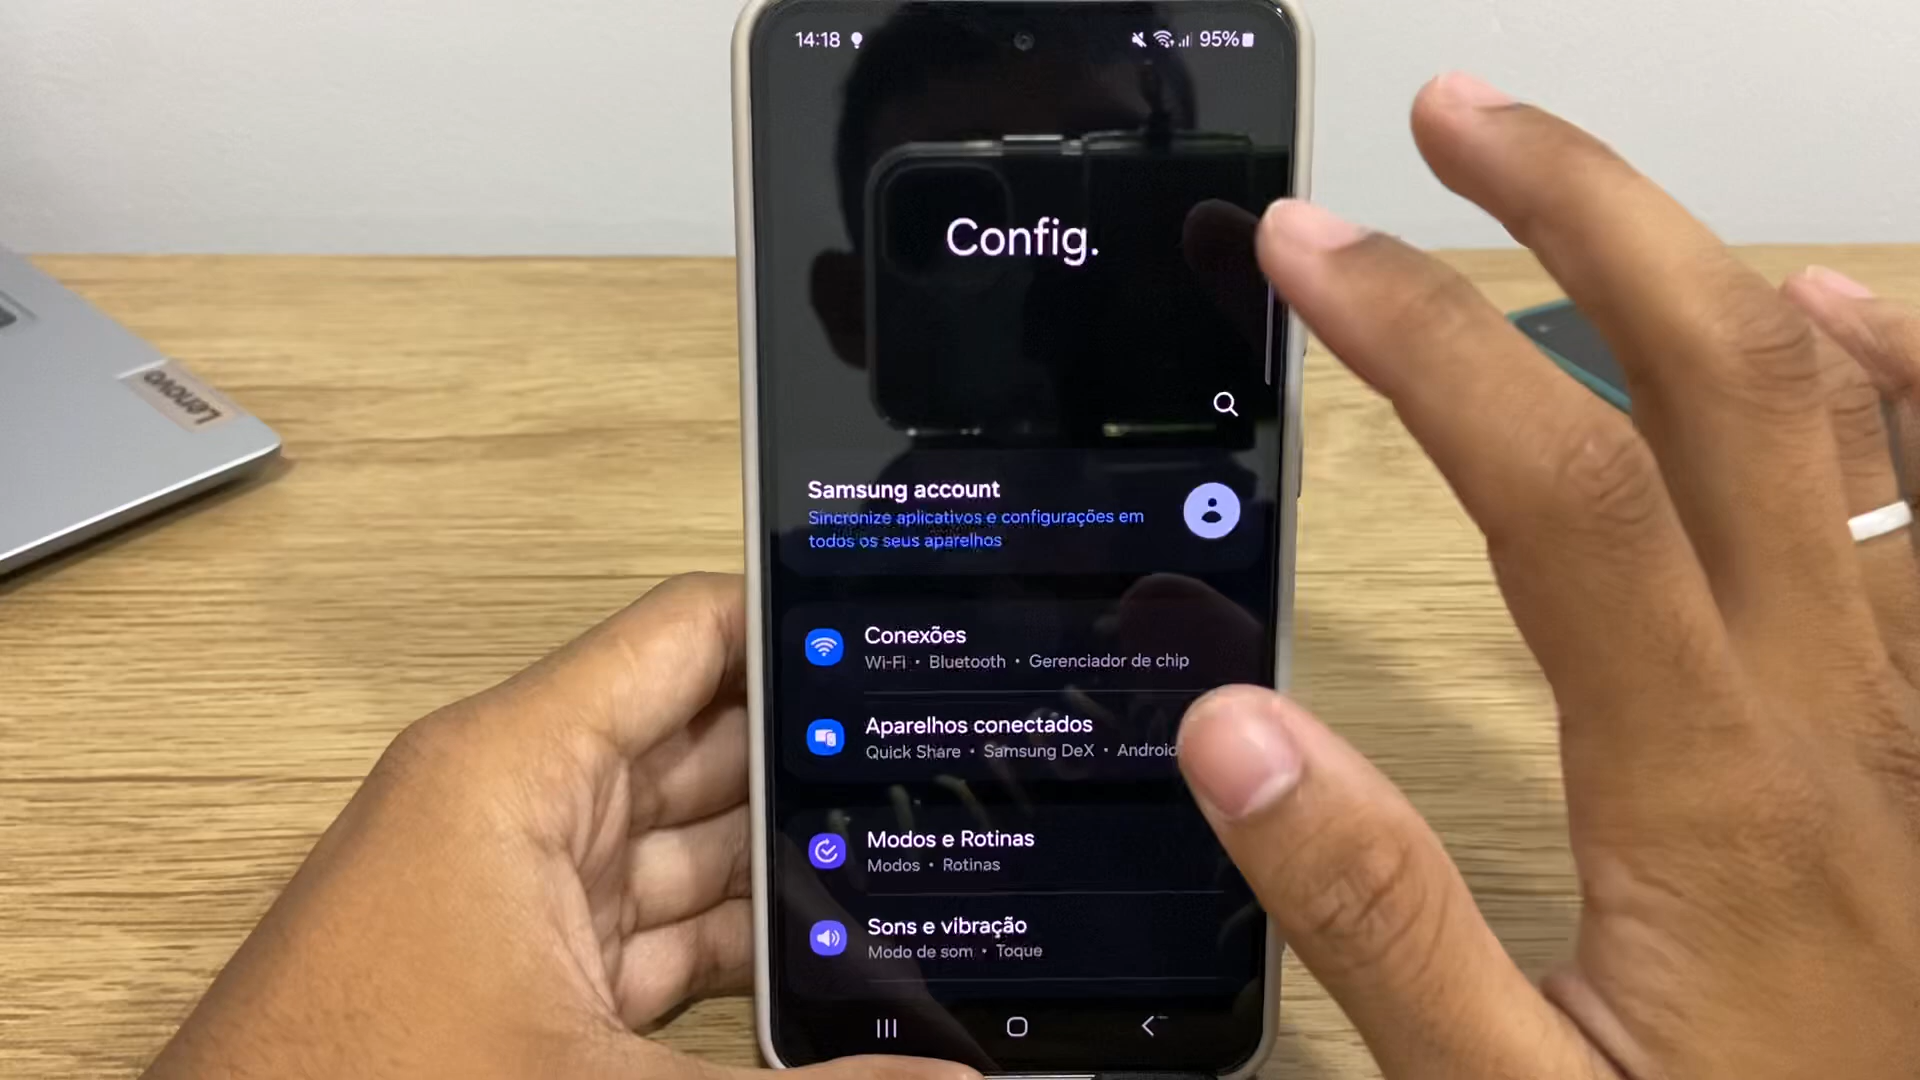 14:18
95%
Config.
Samsung account
Sincronize aplicativos e configurações em
todos os seus aparelhos
Conexões
Wi-Fi • Bluetooth • Gerenciador de chip
Aparelhos conectados
Quick Share • Samsung DeX • Android
Modos e Rotinas
Modos • Rotinas
Sons e vibração
Modo de som • Toque
Lenovo